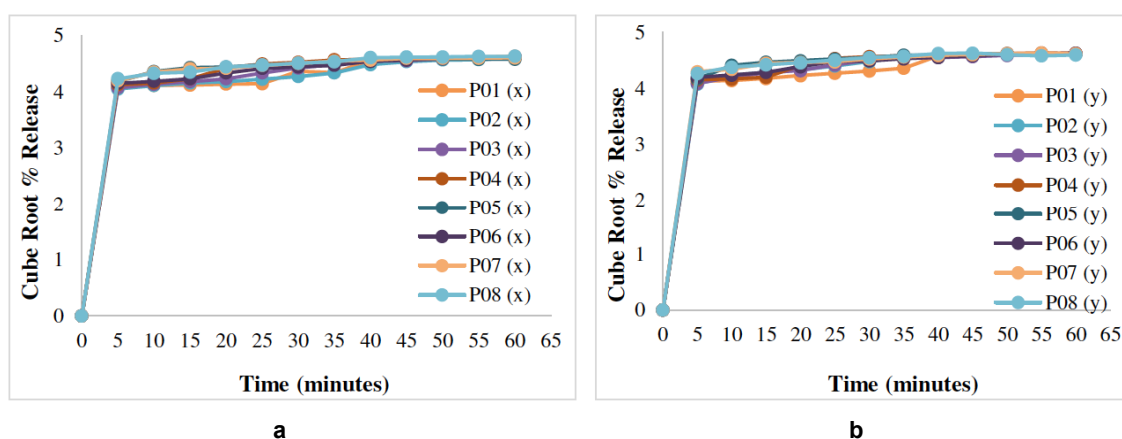 5
4
3
2
1
0
Cube Root % Release
P01 (x)
P02 (x)
P03 (x)
P04 (x)
P05 (x)
P06 (x)
P07 (x)
P08 (x)
0 5 10 15 20 25 30 35 40 45 50 55 60 65
Time (minutes)
a
5
4
3
2
1
0
Cube Root % Release
P01 (y)
P02 (y)
P03 (y)
P04 (y)
P05 (y)
P06 (y)
P07 (y)
P08 (y)
0 5 10 15 20 25 30 35 40 45 50 55 60 65
Time (minutes)
b